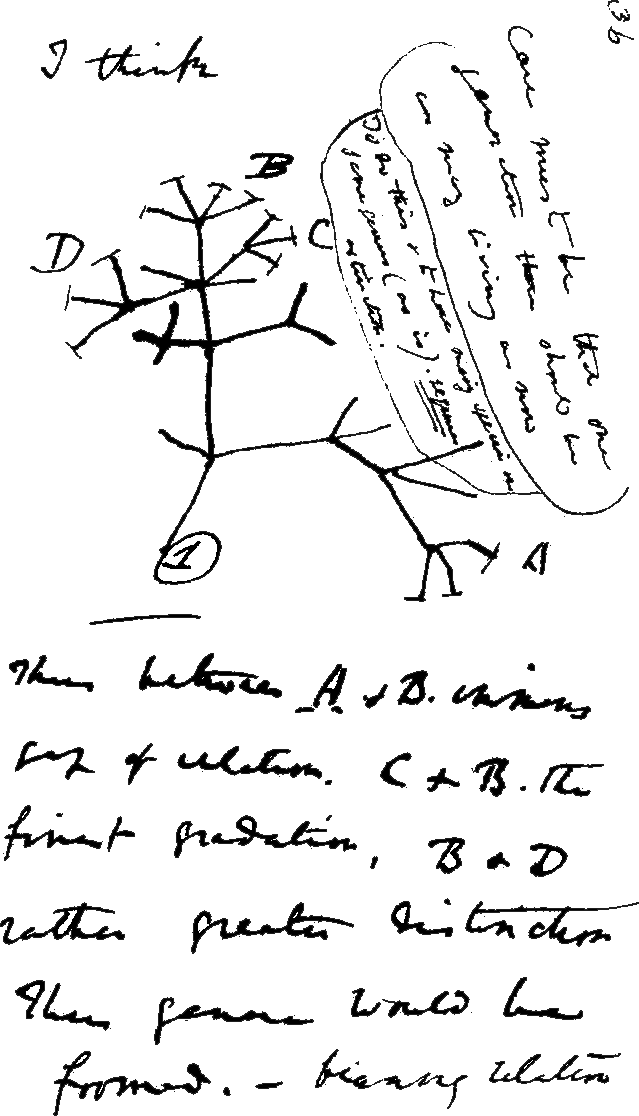 36
I think
Case must be that one
generation then should be
as many living as now
To do this & to have many species in
same genus (as is). requires
extinction.
B
C
D
A
1
Thus between A & B. immense
gap of relation. C & B. the
finest gradation, B & D
rather greater distinction
Thus genera would be
formed. — bearing relation